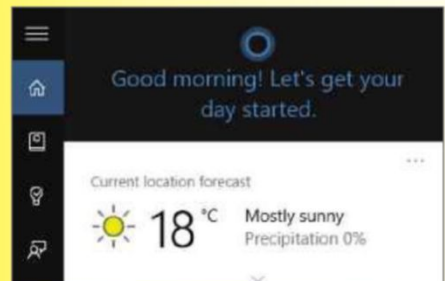 Good morning! Let's get your
day started.
Current location forecast
18 °C
Mostly sunny
Precipitation 0%